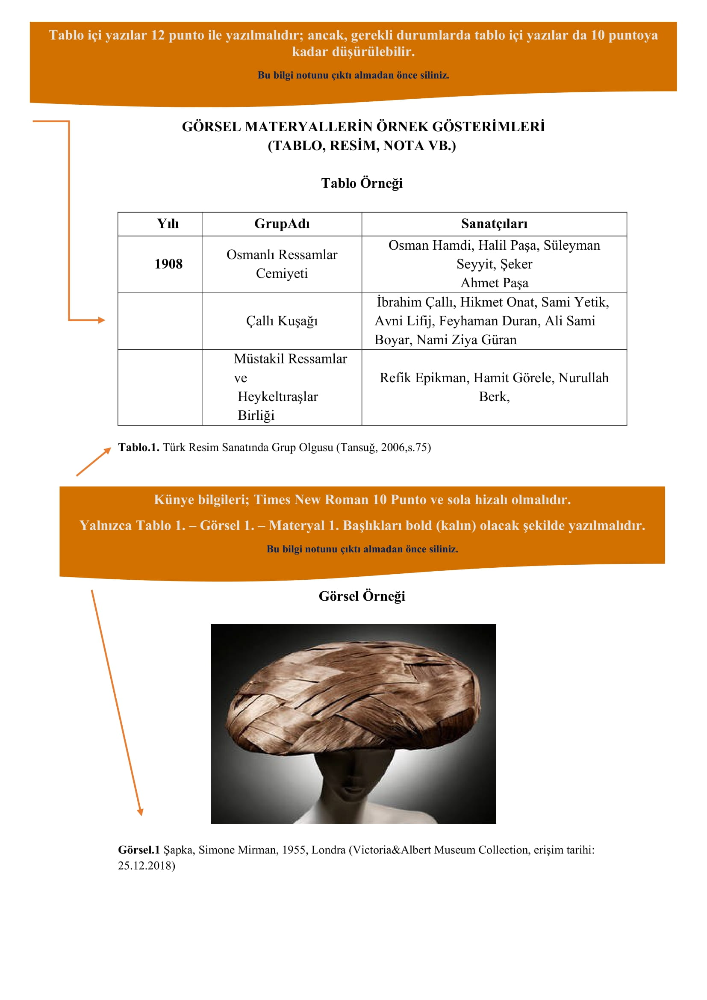 Tablo içi yazılar 12 punto ile yazılmalıdır; ancak, gerekli durumlarda tablo içi yazılar da 10 puntoya
kadar düşürülebilir.
Bu bilgi notunu çıktı almadan önce siliniz.
GÖRSEL MATERYALLERİN ÖRNEK GÖSTERİMLERİ
(TABLO, RESİM, NOTA VB.)
Tablo Örneği
Yılı GrupAdı Sanatçıları
1908
Osmanlı Ressamlar
Cemiyeti
Osman Hamdi, Halil Paşa, Süleyman
Seyyit, Şeker
Ahmet Paşa
Çallı Kuşağı
İbrahim Çallı, Hikmet Onat, Sami Yetik,
Avni Lifij, Feyhaman Duran, Ali Sami
Boyar, Nami Ziya Güran
Müstakil Ressamlar
ve
Heykeltıraşlar
Birliği
Refik Epikman, Hamit Görele, Nurullah
Berk,
Tablo.1. Türk Resim Sanatında Grup Olgusu (Tansuğ, 2006,s.75)
Künye bilgileri; Times New Roman 10 Punto ve sola hizalı olmalıdır.
Yalnızca Tablo 1. – Görsel 1. – Materyal 1. Başlıkları bold (kalın) olacak şekilde yazılmalıdır.
Bu bilgi notunu çıktı almadan önce siliniz.
Görsel Örneği
Görsel.1 Şapka, Simone Mirman, 1955, Londra (Victoria&Albert Museum Collection, erişim tarihi:
25.12.2018)